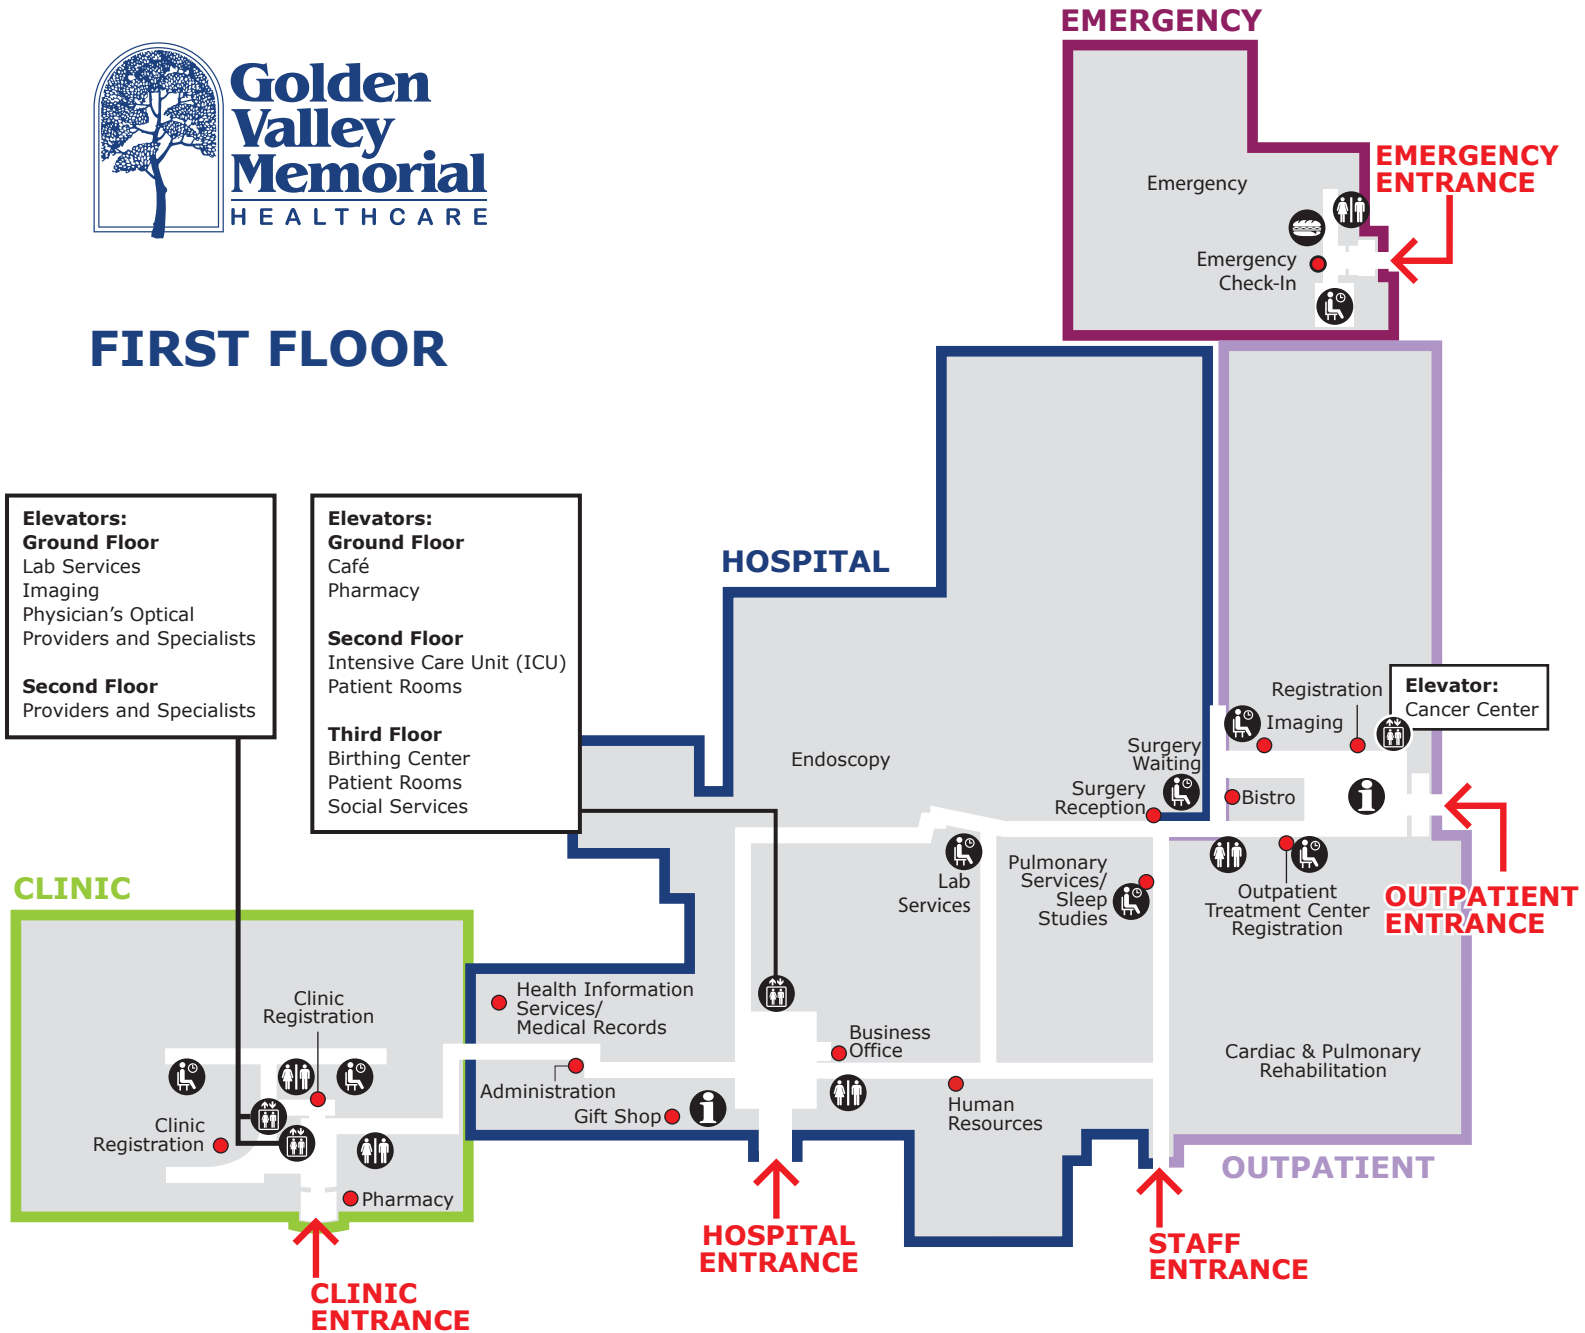 Golden
Valley
Memorial
HEALTHCARE
FIRST FLOOR
EMERGENCY
EMERGENCY
ENTRANCE
Emergency
Emergency
Check-In
Elevators:
Ground Floor
Lab Services
Imaging
Physician’s Optical
Providers and Specialists
Second Floor
Providers and Specialists
Elevators:
Ground Floor
Café
Pharmacy
Second Floor
Intensive Care Unit (ICU)
Patient Rooms
Third Floor
Birthing Center
Patient Rooms
Social Services
HOSPITAL
Endoscopy
Surgery
Waiting
Surgery
Reception
Registration
Imaging
Elevator:
Cancer Center
Bistro
i
OUTPATIENT
ENTRANCE
Lab
Services
Pulmonary
Services/
Sleep
Studies
Outpatient
Treatment Center
Registration
CLINIC
Clinic
Registration
Clinic
Registration
Pharmacy
Health Information
Services/
Medical Records
Administration
Gift Shop
i
Business
Office
Human
Resources
Cardiac & Pulmonary
Rehabilitation
OUTPATIENT
HOSPITAL
ENTRANCE
STAFF
ENTRANCE
CLINIC
ENTRANCE